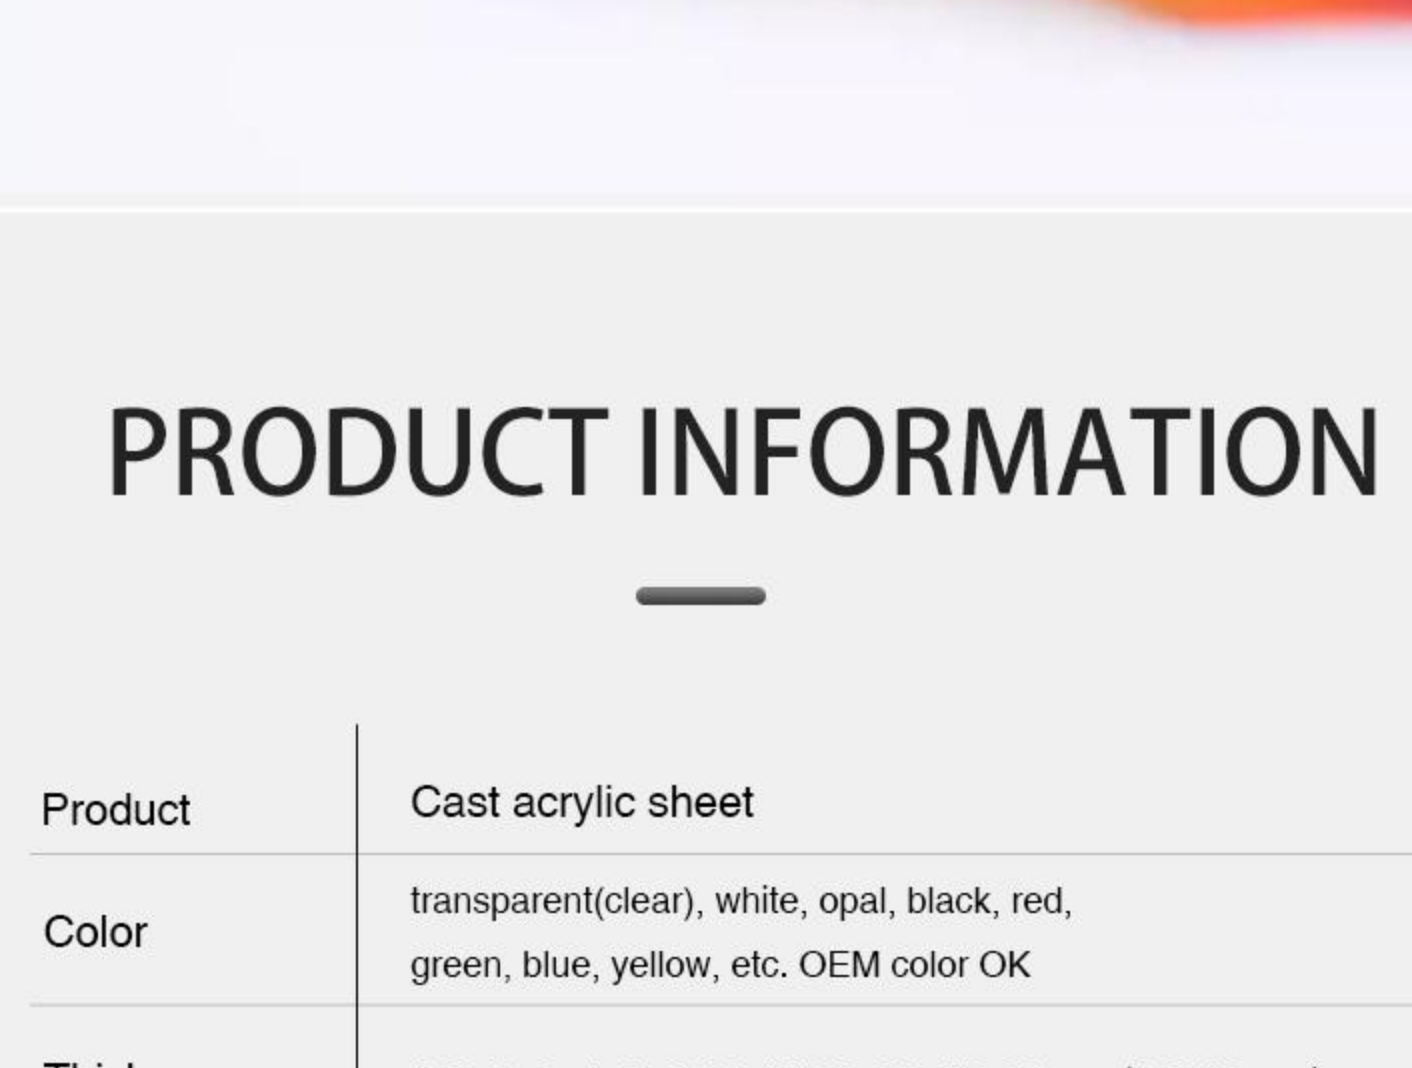 PRODUCT INFORMATION
Product
Cast acrylic sheet
Color
transparent(clear), white, opal, black, red,
green, blue, yellow, etc. OEM color OK